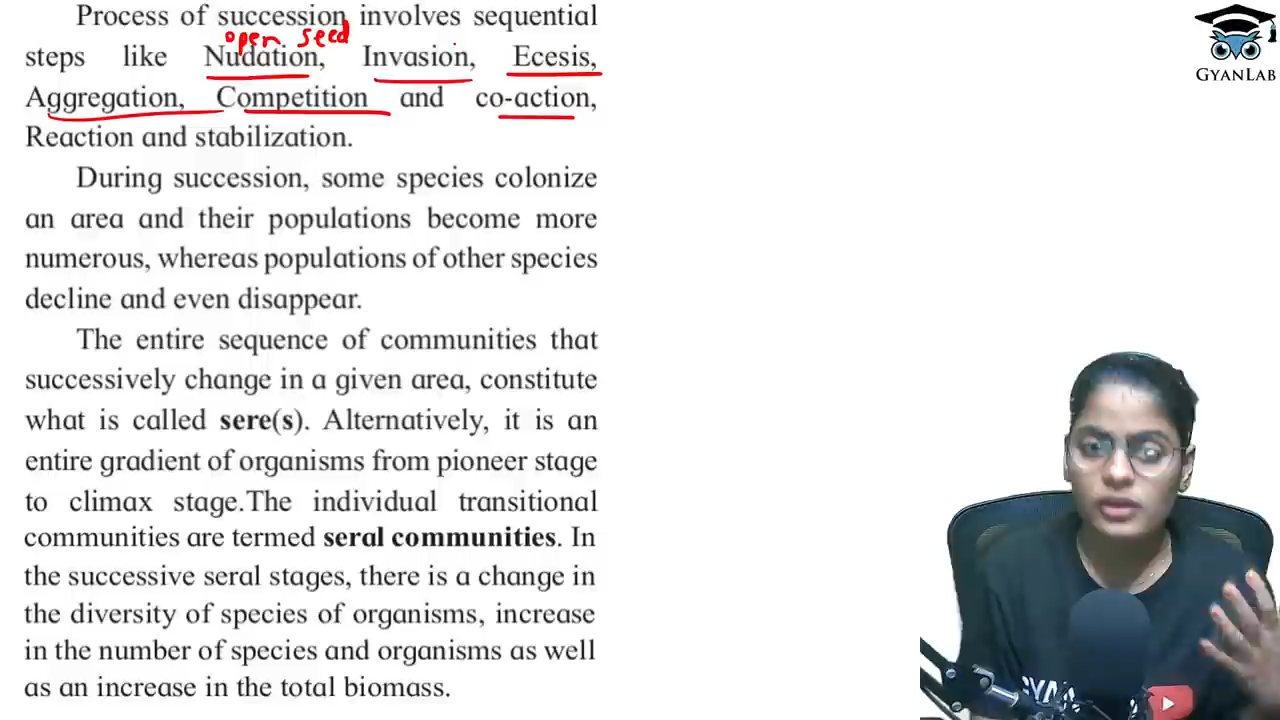 Process of succession involves sequential
open seed
steps like Nudation, Invasion, Ecesis,
Aggregation, Competition and co-action,
Reaction and stabilization.
During succession, some species colonize
an area and their populations become more
numerous, whereas populations of other species
decline and even disappear.
The entire sequence of communities that
successively change in a given area, constitute
what is called sere(s). Alternatively, it is an
entire gradient of organisms from pioneer stage
to climax stage.The individual transitional
communities are termed seral communities. In
the successive seral stages, there is a change in
the diversity of species of organisms, increase
in the number of species and organisms as well
as an increase in the total biomass.
GYANLAB